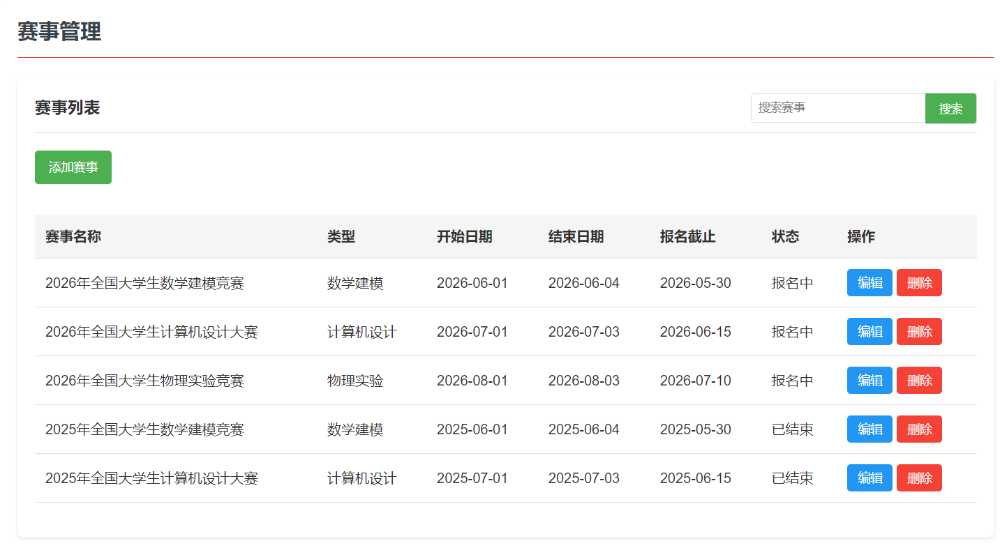 赛事管理
赛事列表
搜索赛事 搜索
添加赛事
赛事名称 类型 开始日期 结束日期 报名截止 状态 操作
2026年全国大学生数学建模竞赛 数学建模 2026-06-01 2026-06-04 2026-05-30 报名中 编辑 删除
2026年全国大学生计算机设计大赛 计算机设计 2026-07-01 2026-07-03 2026-06-15 报名中 编辑 删除
2026年全国大学生物理实验竞赛 物理实验 2026-08-01 2026-08-03 2026-07-10 报名中 编辑 删除
2025年全国大学生数学建模竞赛 数学建模 2025-06-01 2025-06-04 2025-05-30 已结束 编辑 删除
2025年全国大学生计算机设计大赛 计算机设计 2025-07-01 2025-07-03 2025-06-15 已结束 编辑 删除